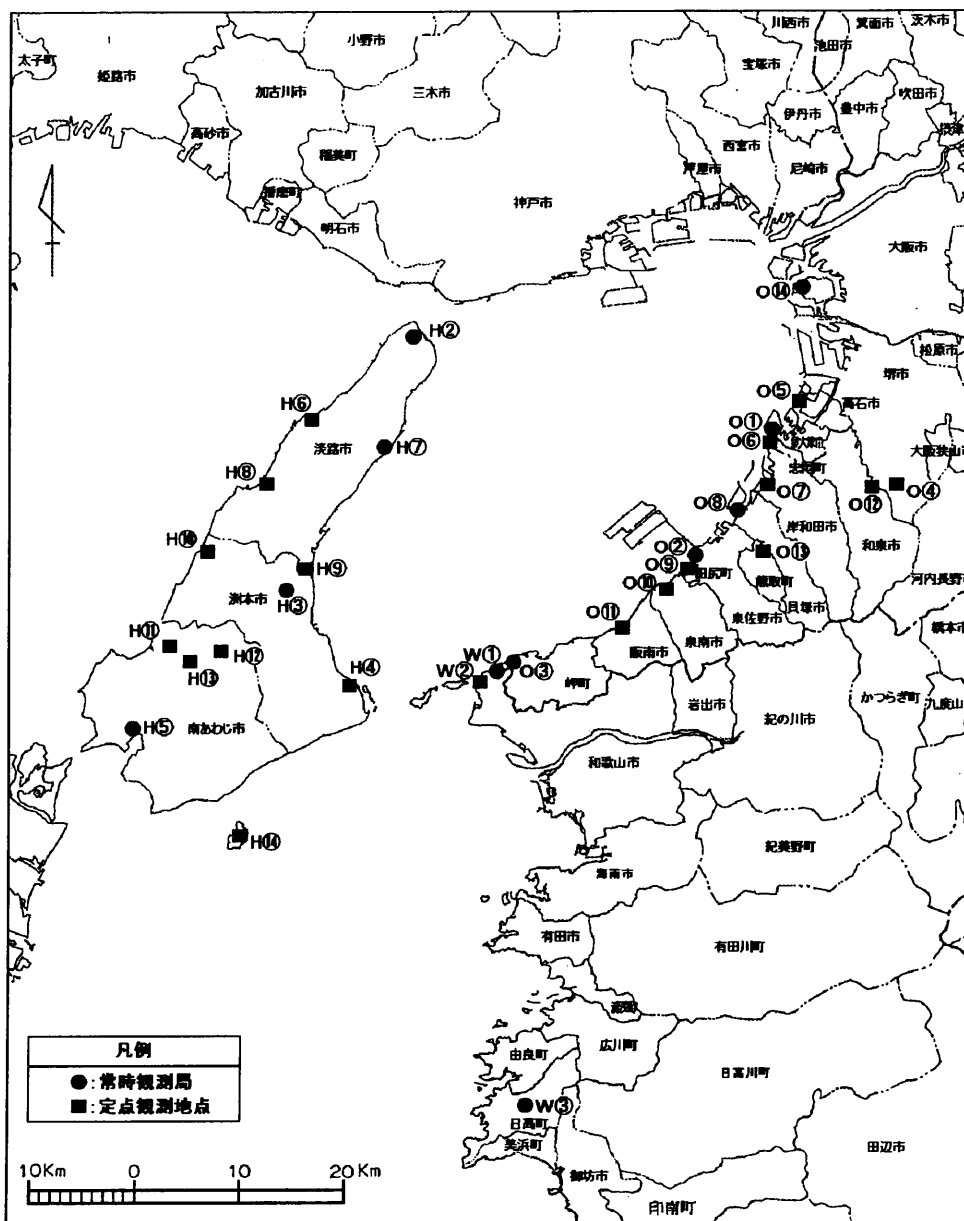 川西市
箕面市
茨木市
小野市
池田市
太子町
宝塚市
姫路市
加古川市
三木市
吹田市
伊丹市
豊中市
高砂市
西宮市
稲美町
芦屋市
尼崎市
播磨町
神戸市
明石市
大阪市
O⑭
H②
松原市
堺市
O⑤
高石市
H⑥
O①
淡路市
O⑥
H⑦
忠岡町
大阪狭山市
H⑧
O⑦
O⑫
O④
O⑧
岸和田市
和泉市
O②
O⑬
H⑨
O⑨
田尻町
熊取町
河内長野市
洲本市
H③
O⑩
貝塚市
泉佐野市
O⑪
橋本市
H⑪
泉南市
阪南市
H⑫
W①
H⑬
H④
W②
O③
岬町
かつらぎ町
岩出市
九度山
H⑤
南あわじ市
紀の川市
和歌山市
H⑭
紀美野町
海南市
有田市
有田川町
湯浅町
凡例
広川町
由良町
日高川町
●:常時観測局
■:定点観測地点
W③
日高町
美浜町
田辺市
10Km
0
10
20Km
御坊市
印南町